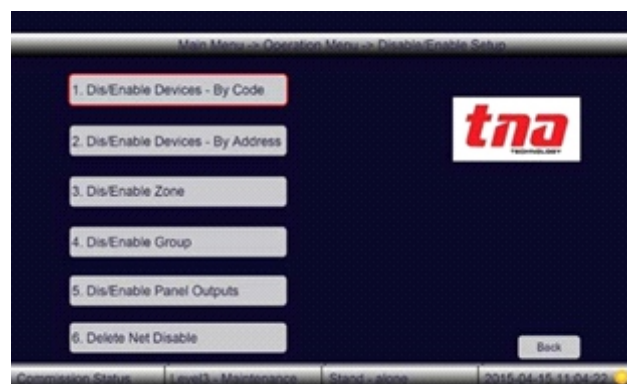 Main Menu -> Operation Menu -> Disable/Enable Setup
1. Dis/Enable Devices - By Code
2. Dis/Enable Devices - By Address
3. Dis/Enable Zone
4. Dis/Enable Group
5. Dis/Enable Panel Outputs
6. Delete Net Disable
tna
TECHNOLOGY
Back
Commission Status
Level3 - Maintenance
Stand - alone
2015-04-15 11:04:22